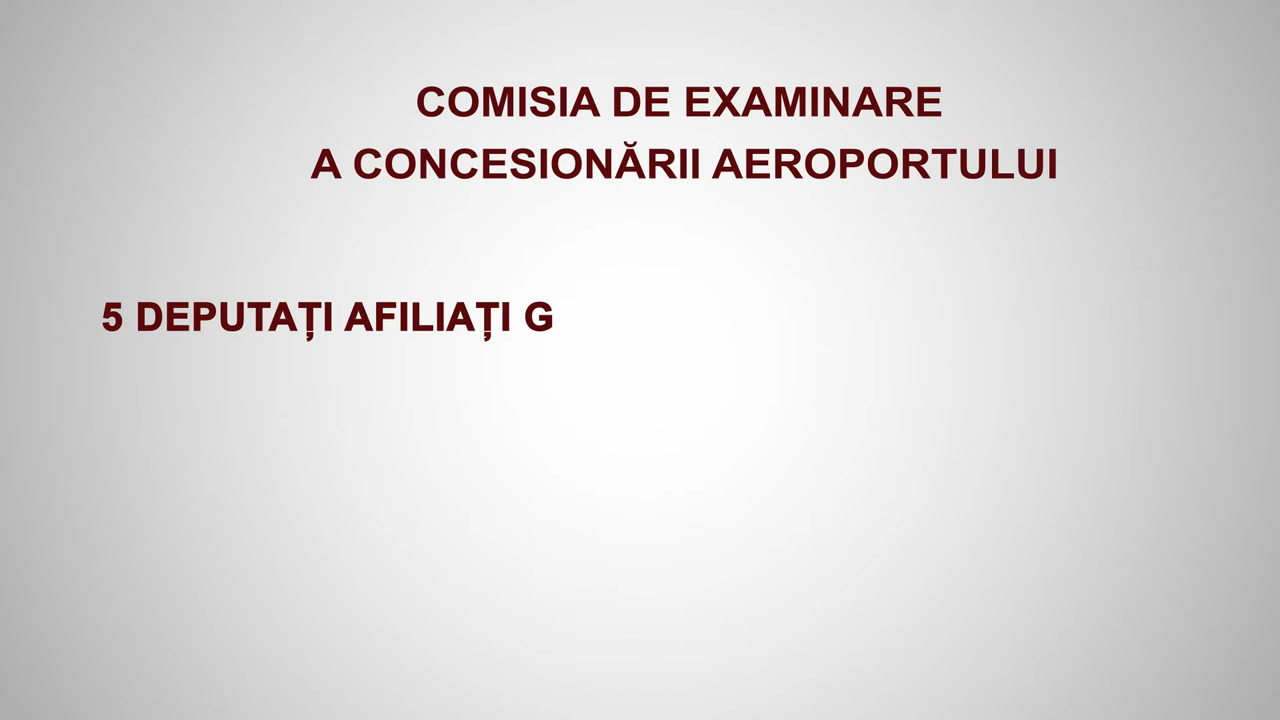 COMISIA DE EXAMINARE
A CONCESIONĂRII AEROPORTULUI
5 DEPUTAȚI AFILIAȚI G